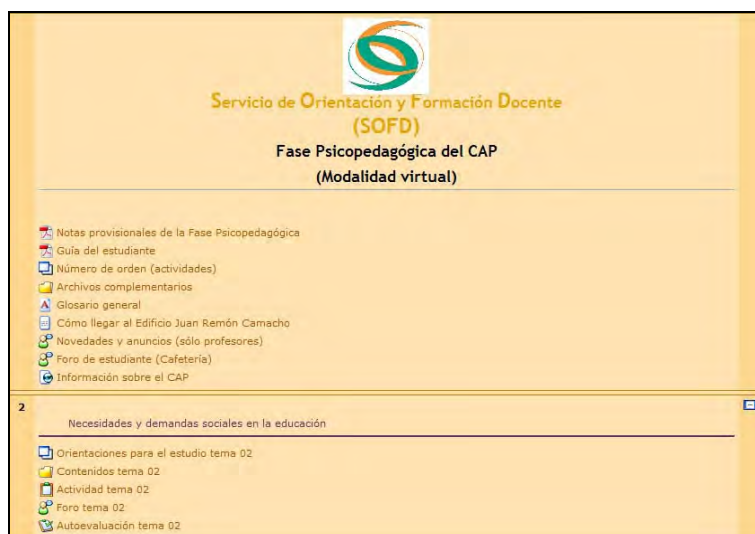 Servicio de Orientación y Formación Docente
(SOFD)
Fase Psicopedagógica del CAP
(Modalidad virtual)
Notas provisionales de la Fase Psicopedagógica
Guía del estudiante
Número de orden (actividades)
Archivos complementarios
Glosario general
Cómo llegar al Edificio Juan Remón Camacho
Novedades y anuncios (sólo profesores)
Foro de estudiante (Cafetería)
Información sobre el CAP
2
Necesidades y demandas sociales en la educación
Orientaciones para el estudio tema 02
Contenidos tema 02
Actividad tema 02
Foro tema 02
Autoevaluación tema 02